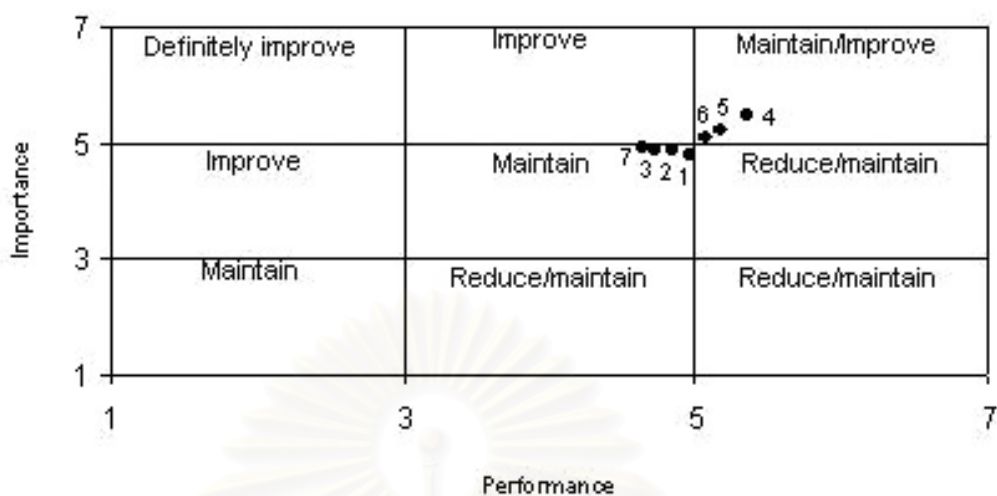 7
Definitely improve
Improve
Maintain/Improve
6 5 4
5
Improve
Maintain
Reduce/maintain
7 3 2 1
Importance
3
Maintain
Reduce/maintain
Reduce/maintain
1
1 3 5 7
Performance